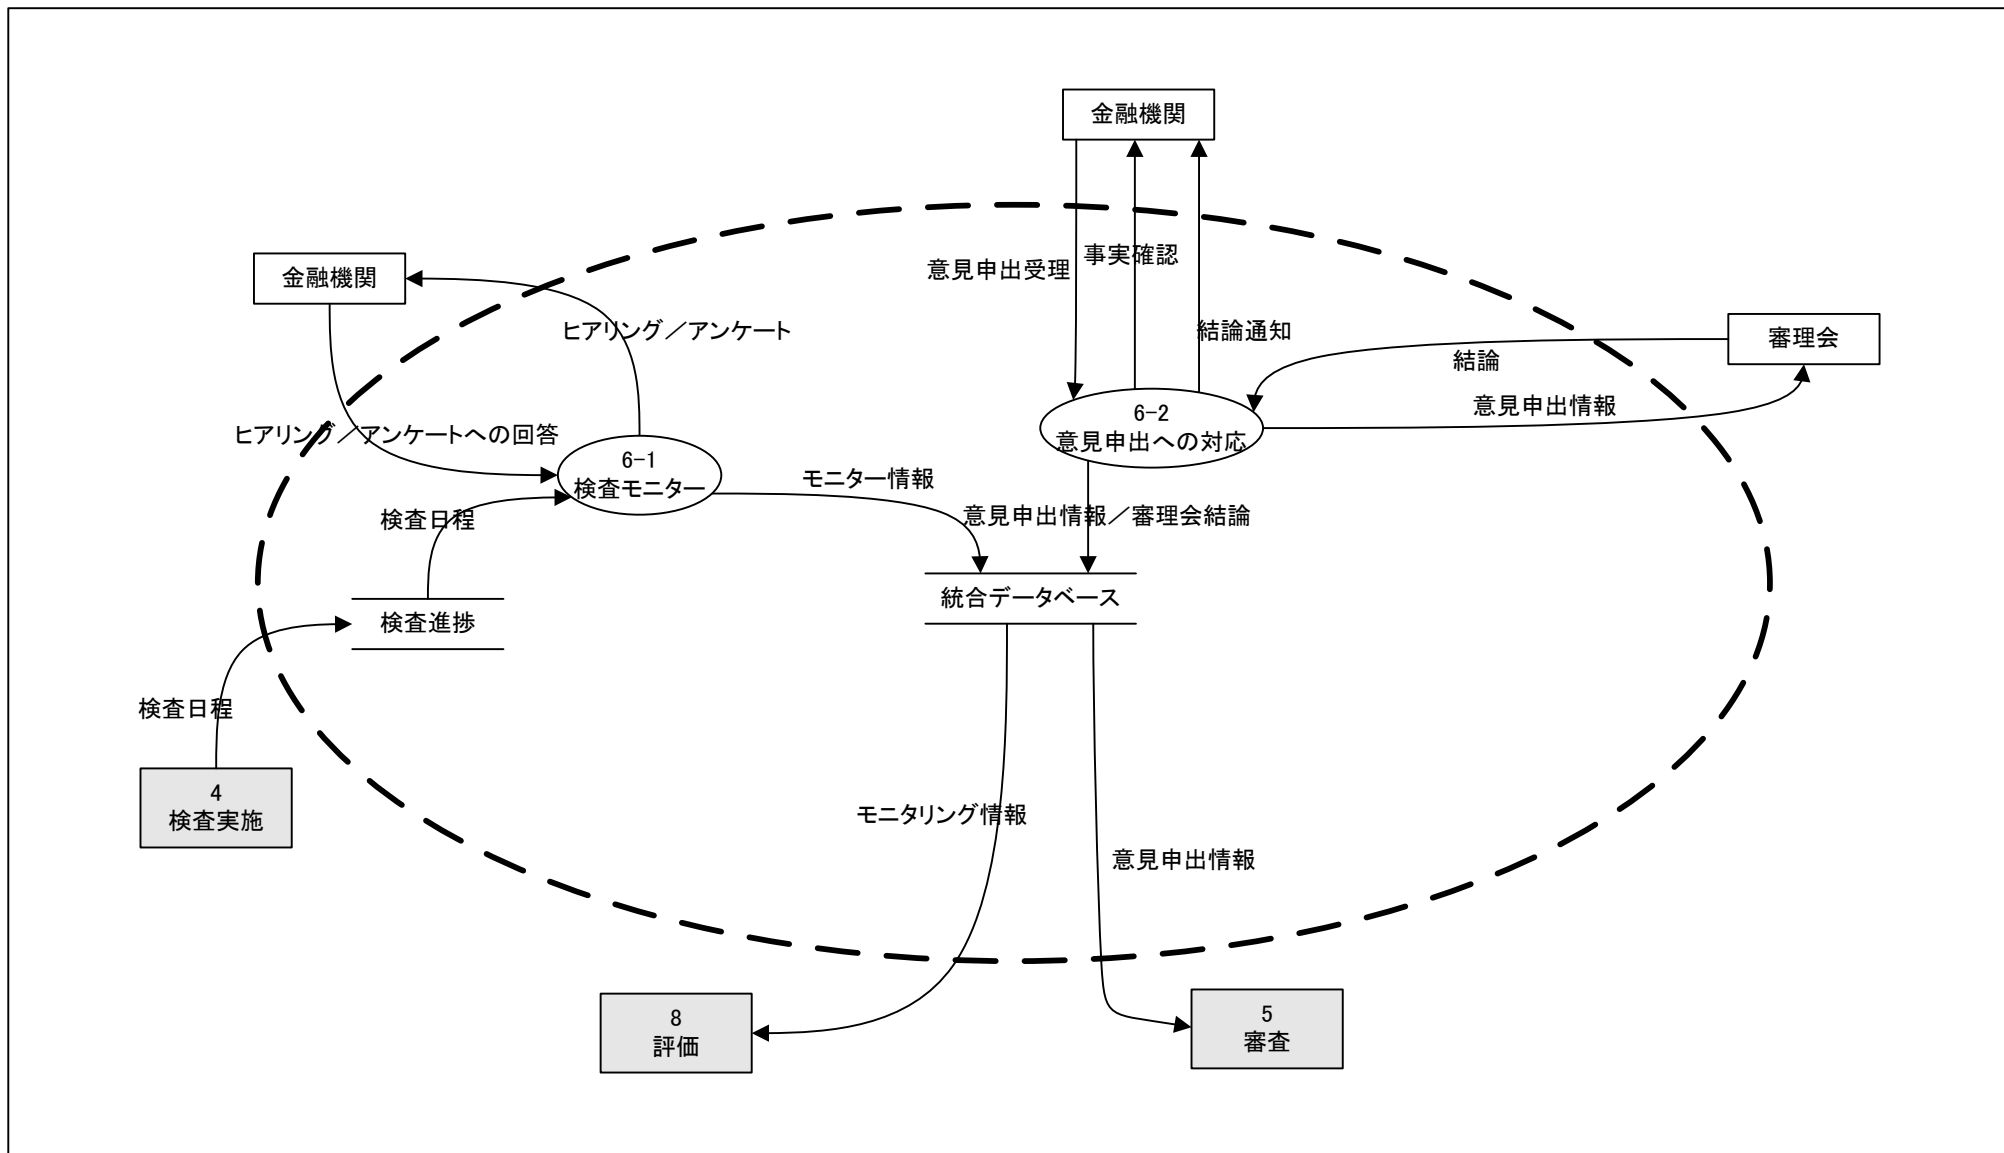 金融機関
事実確認
意見申出受理
金融機関
ヒアリング／アンケート
結論通知
審理会
結論
意見申出情報
6-2
意見申出への対応
ヒアリング／アンケートへの回答
6-1
検査モニター
モニター情報
検査日程
意見申出情報／審理会結論
統合データベース
検査進捗
検査日程
4
検査実施
モニタリング情報
意見申出情報
8
評価
5
審査